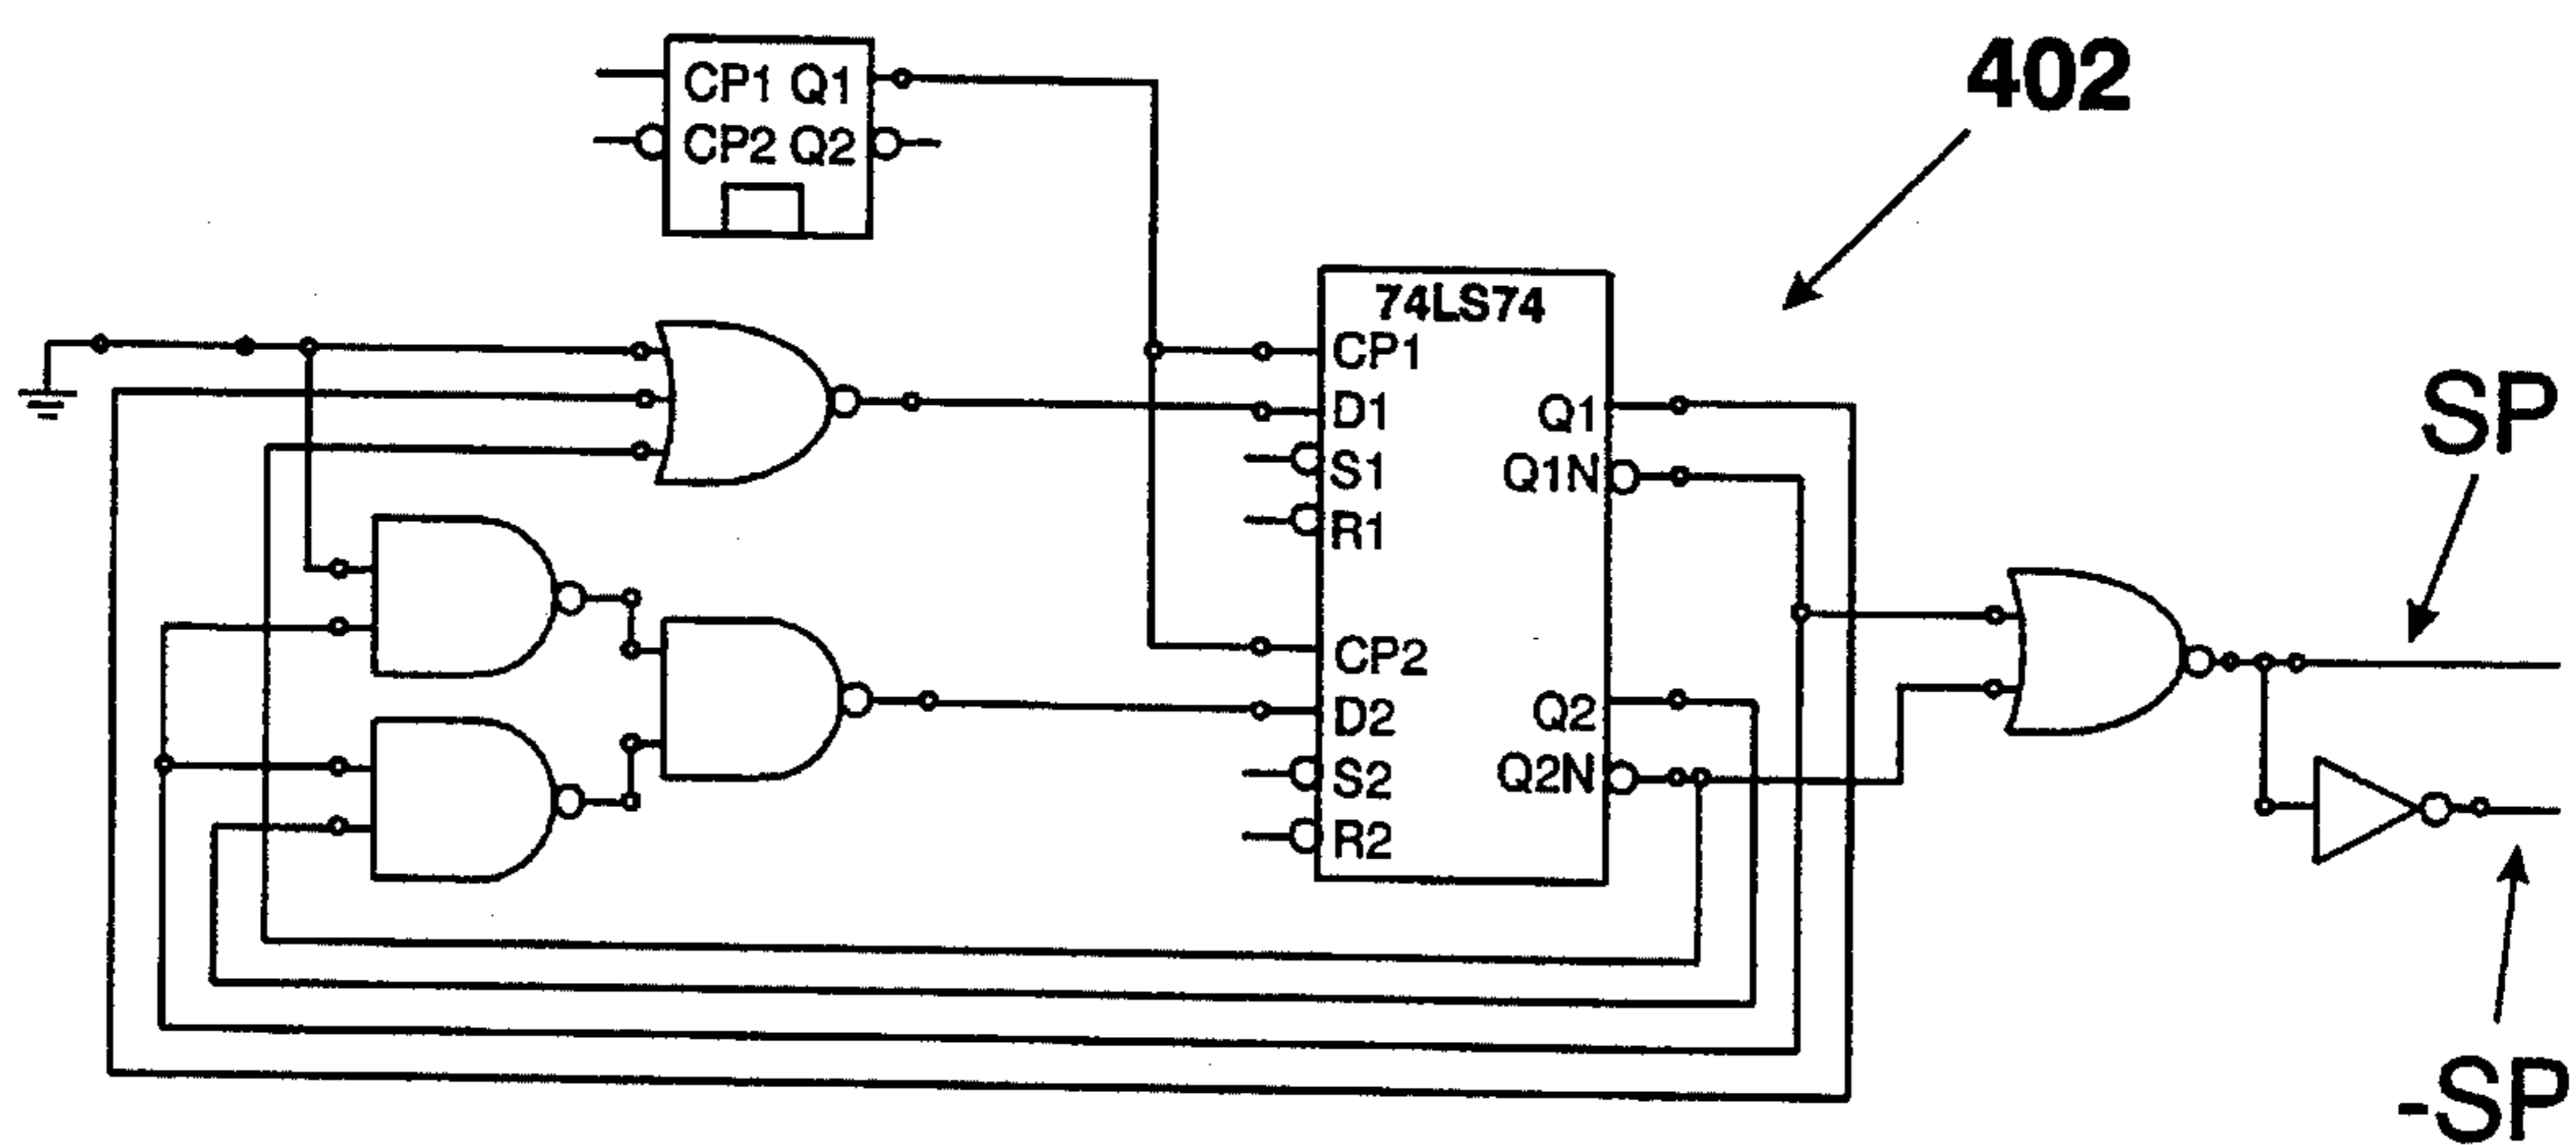 CP1 Q1
CP2 Q2
402
74LS74
CP1
D1
S1
R1
CP2
D2
S2
R2
Q1
Q1N
Q2
Q2N
SP
-SP